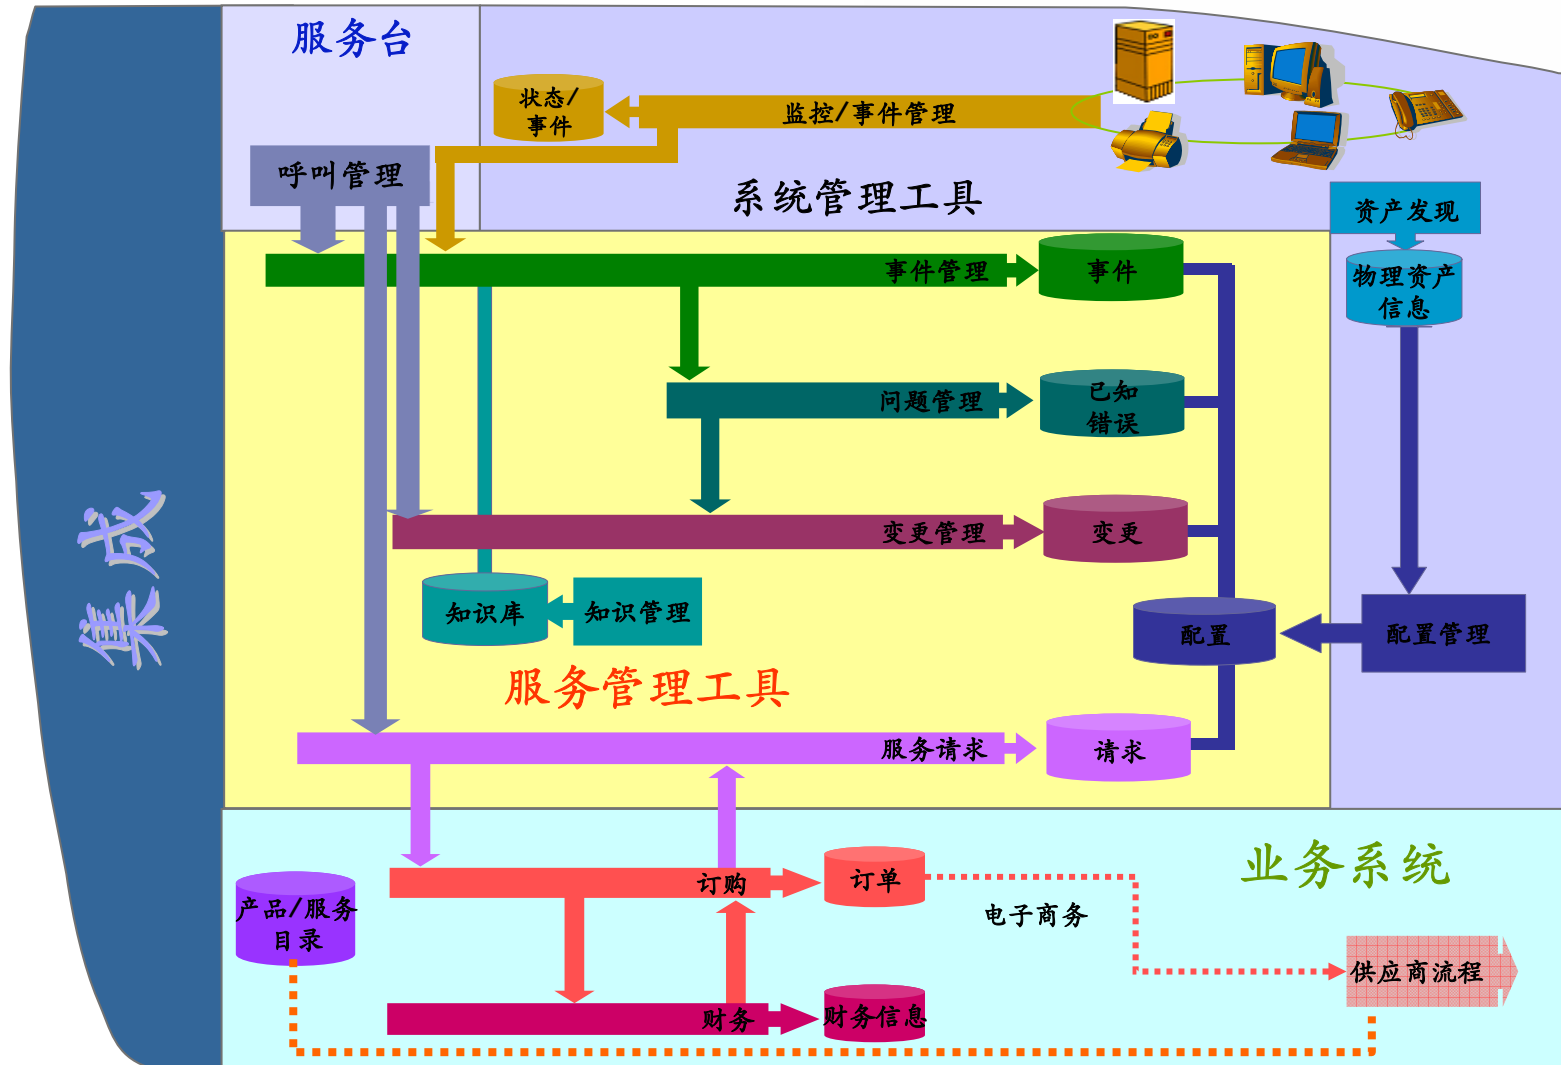 服务台
状态/
事件
监控/事件管理
呼叫管理
系统管理工具
资产发现
事件管理
事件
物理资产
信息
问题管理
已知
错误
变更管理
变更
集成
知识库
知识管理
配置
配置管理
服务管理工具
服务请求
请求
业务系统
订购
订单
产品/服务
目录
电子商务
供应商流程
财务
财务信息